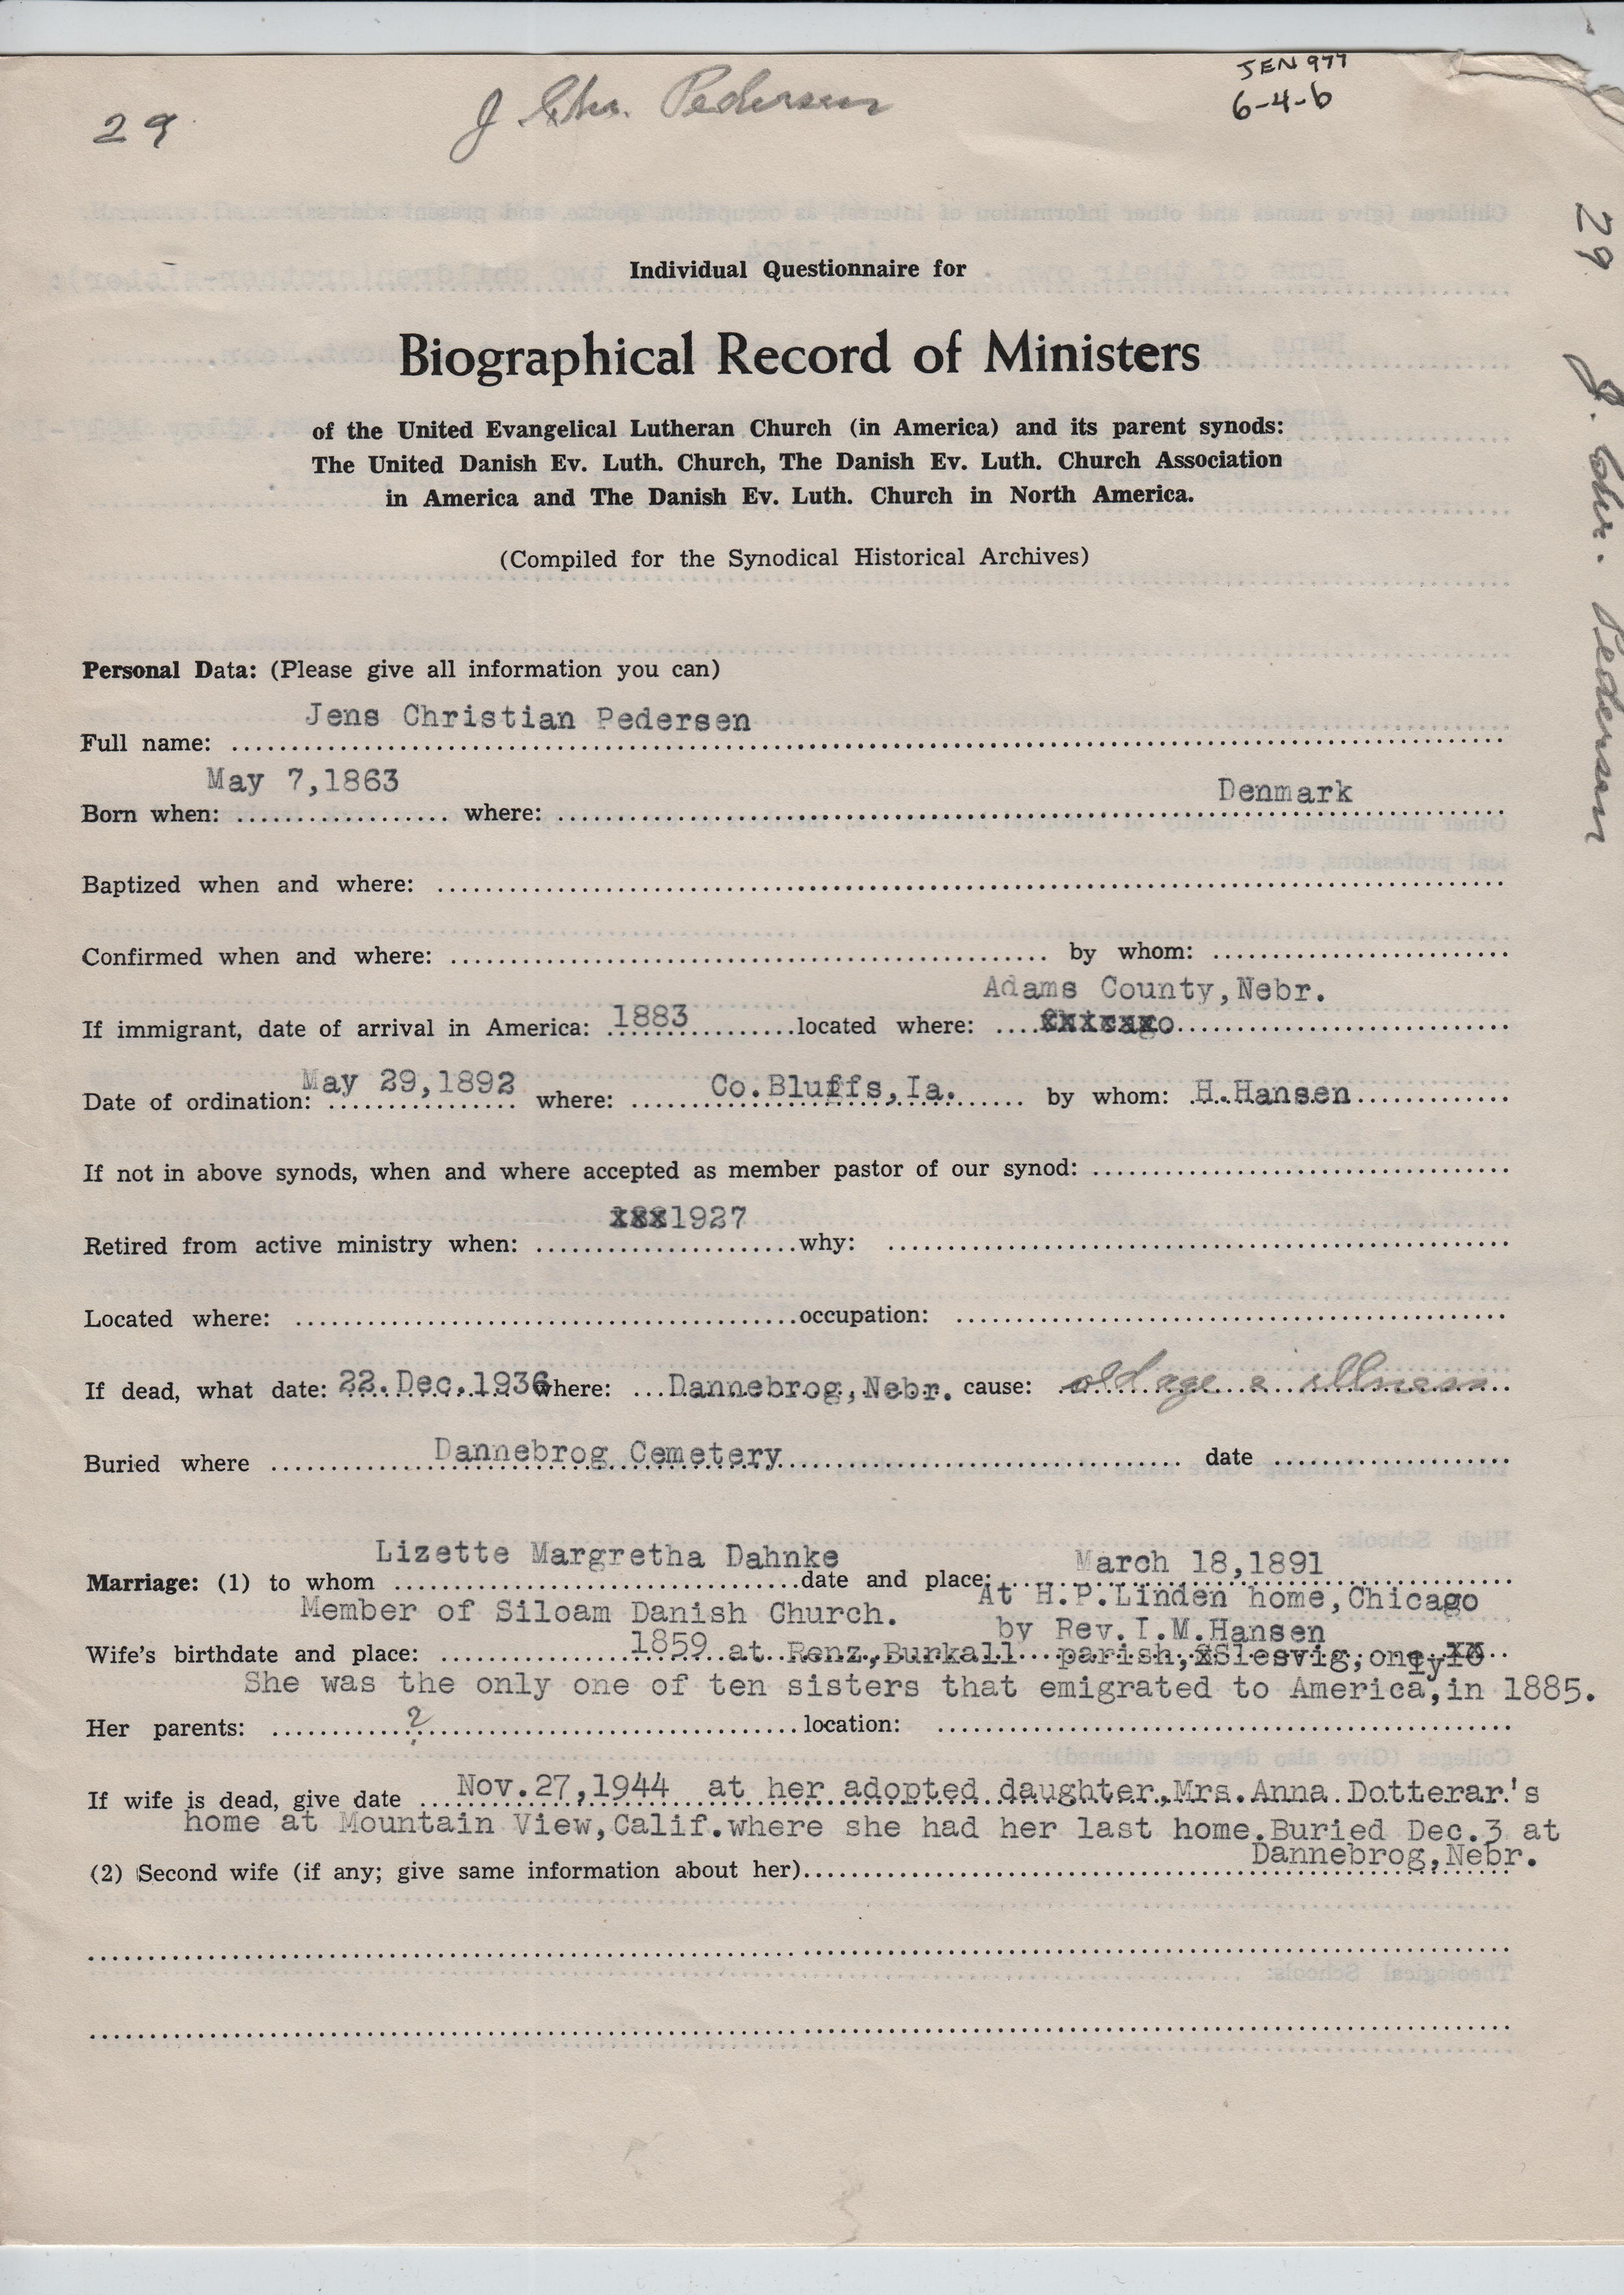 JEN 977
6-4-6
29
J Chr. Pedersen
29 J. Chr. Pedersen
Individual Questionnaire for
Biographical Record of Ministers
of the United Evangelical Lutheran Church (in America) and its parent synods:
The United Danish Ev. Luth. Church, The Danish Ev. Luth. Church Association
in America and The Danish Ev. Luth. Church in North America.
(Compiled for the Synodical Historical Archives)
Personal Data: (Please give all information you can)
Full name: Jens Christian Pedersen
Born when: May 7,1863 where: Denmark
Baptized when and where:
Confirmed when and where: by whom:
Adams County,Nebr.
If immigrant, date of arrival in America: 1883 located where:
Date of ordination: May 29,1892 where: Co.Bluffs,Ia. by whom: H.Hansen
If not in above synods, when and where accepted as member pastor of our synod:
Retired from active ministry when: 1927 why:
Located where: occupation:
If dead, what date: 22.Dec.1936 where: Dannebrog,Nebr. cause: old age & illness
Buried where Dannebrog Cemetery date
Marriage: (1) to whom Lizette Margretha Dahnke date and place: March 18,1891
At H.P.Linden home,Chicago
Member of Siloam Danish Church.
by Rev.I.M.Hansen
Wife's birthdate and place: 1859 at Renz,Burkall parish,Slesvig,
She was the only one of ten sisters that emigrated to America,in 1885.
Her parents: ? location:
If wife is dead, give date Nov.27,1944 at her adopted daughter,Mrs.Anna Dotterar's
home at Mountain View,Calif.where she had her last home.Buried Dec.3 at
Dannebrog,Nebr.
(2) Second wife (if any; give same information about her)